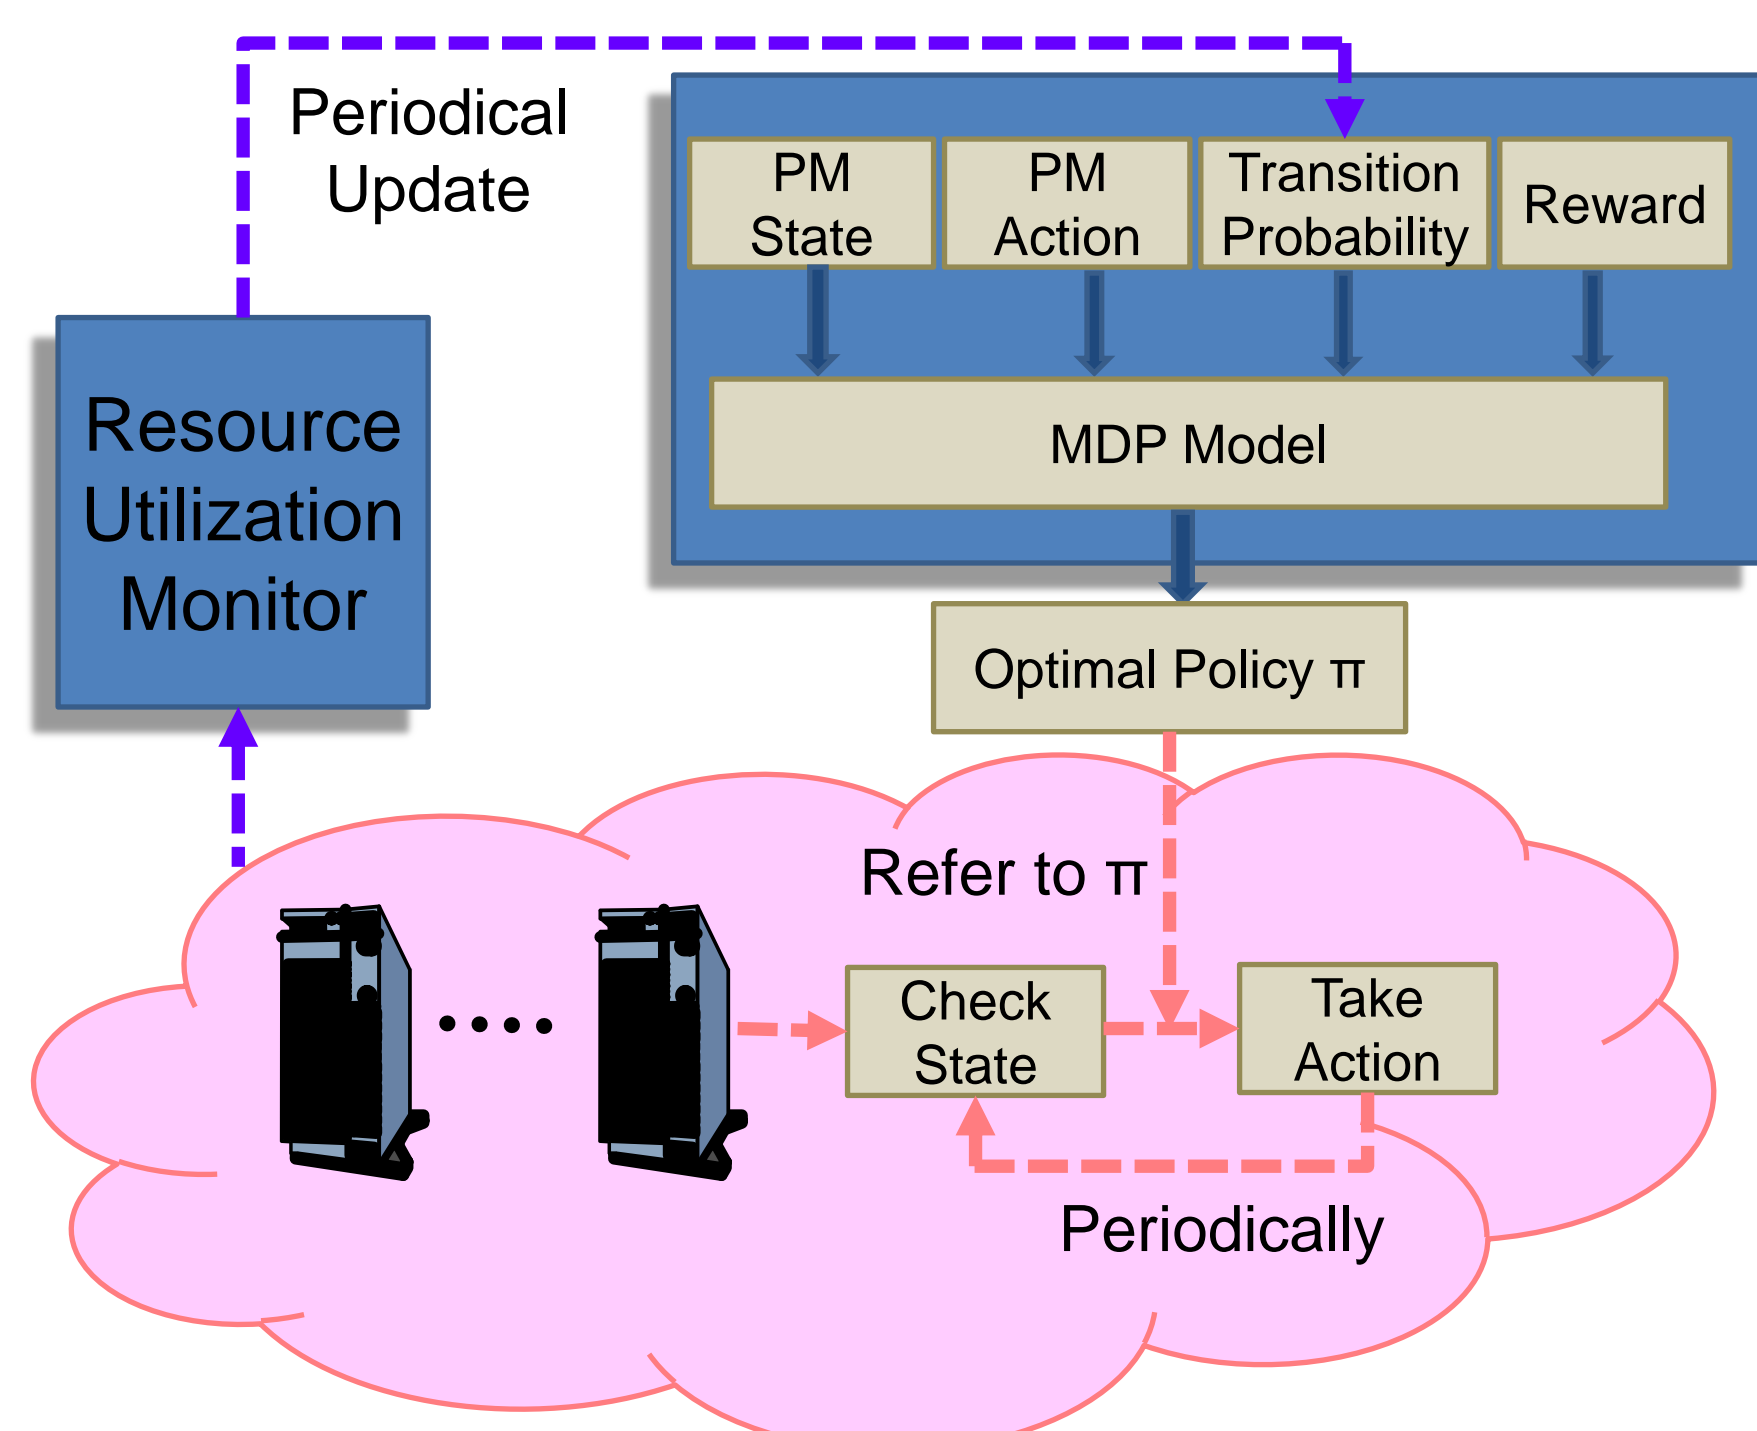 Periodical
Update
PM
State
PM
Action
Transition
Probability
Reward
Resource
Utilization
Monitor
MDP Model
Optimal Policy π
Refer to π
Check
State
Take
Action
Periodically